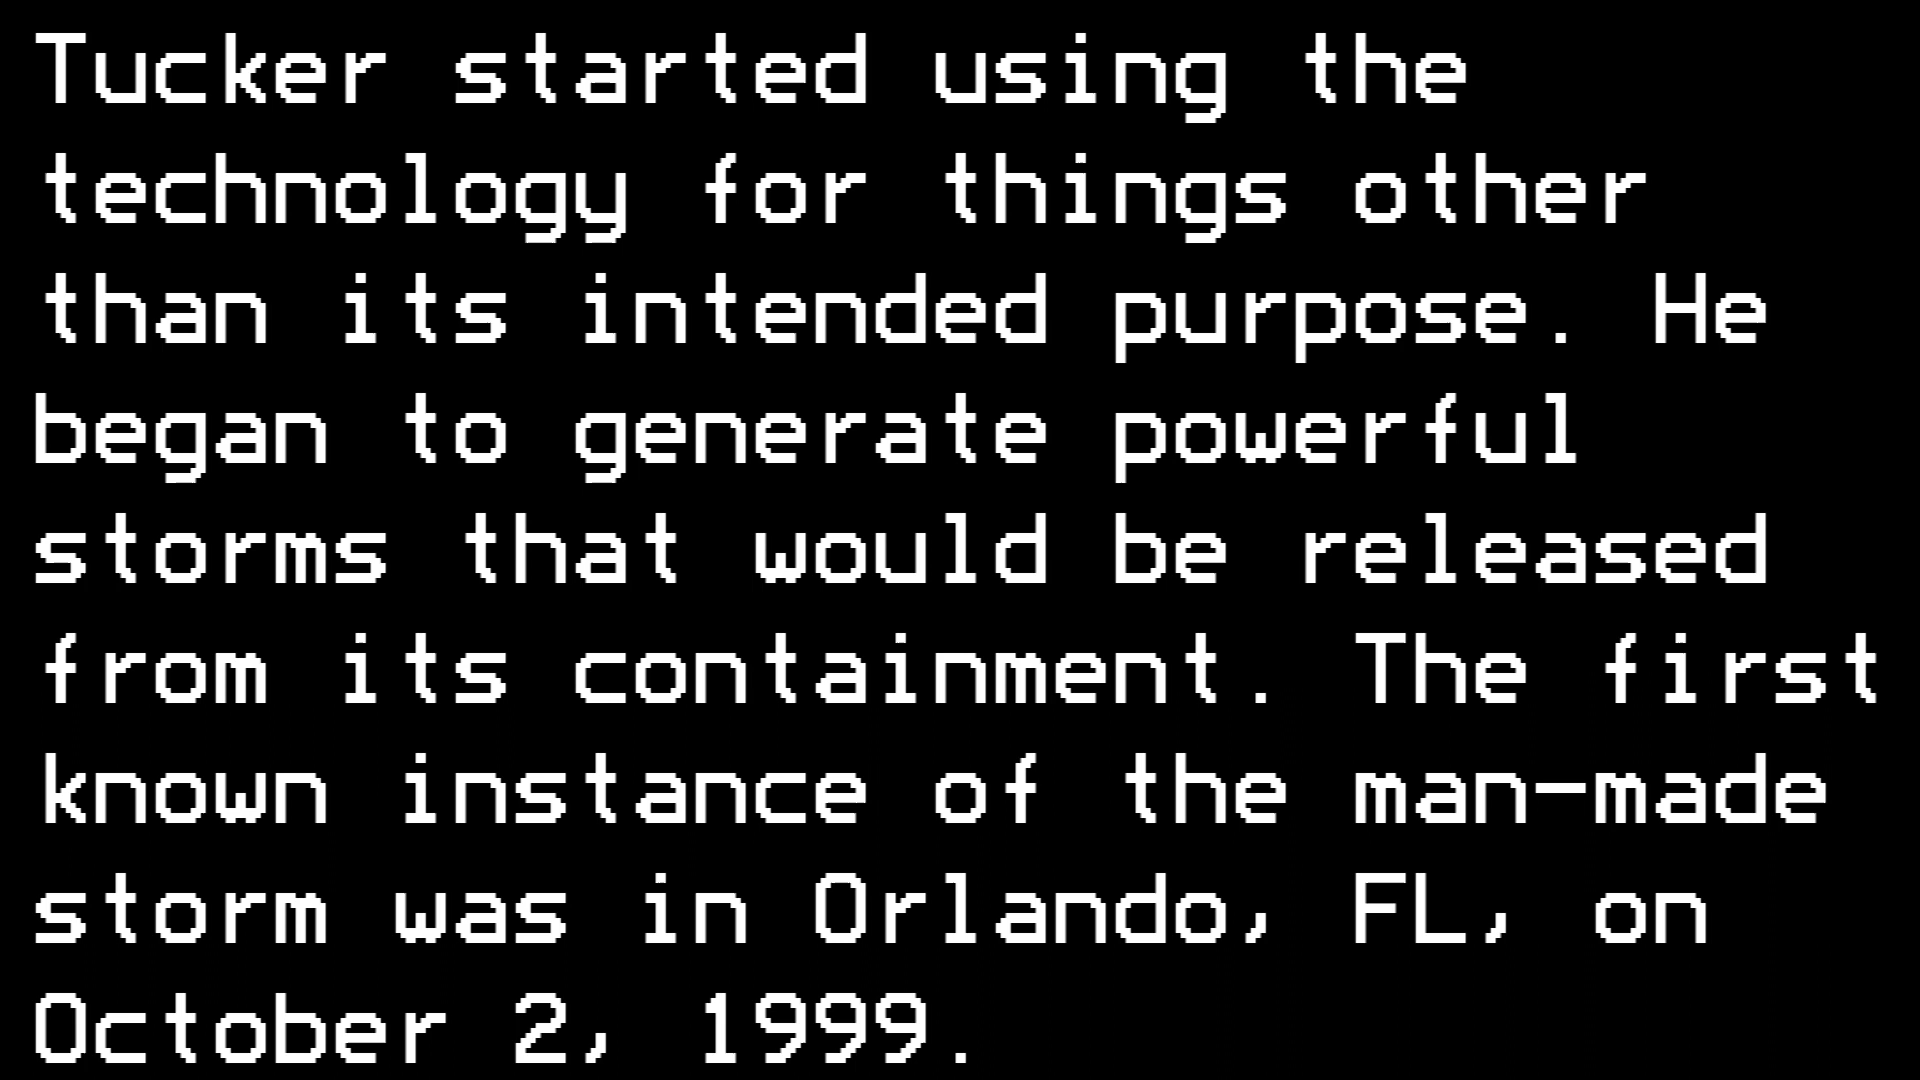 Tucker started using the
technology for things other
than its intended purpose. He
began to generate powerful
storms that would be released
from its containment. The first
known instance of the man-made
storm was in Orlando, FL, on
October 2, 1999.